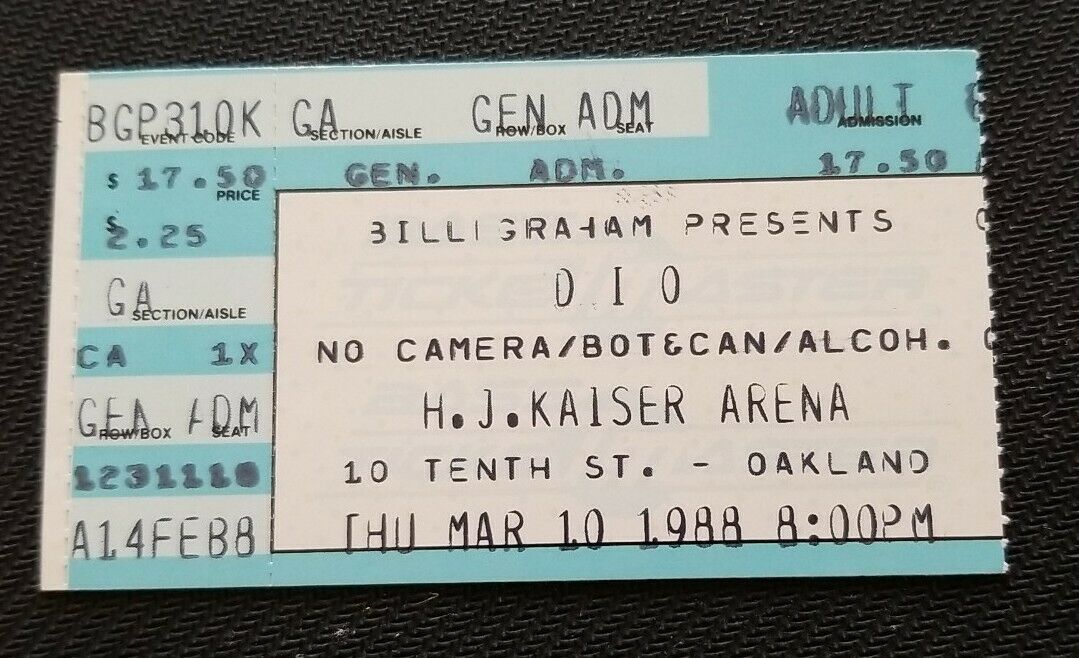 BGP310K GA GEN ADM ADULT
EVENT CODE SECTION/AISLE ROW/BOX SEAT ADMISSION
$ 17.50 GEN. ADM. 17.50
PRICE
$ 2.25
GA
SECTION/AISLE
CA 1X
GEN ADM
ROW/BOX SEAT
A14FEB8
BILL GRAHAM PRESENTS
D I O
NO CAMERA/BOT&CAN/ALCOH.
H.J.KAISER ARENA
10 TENTH ST. - OAKLAND
THU MAR 10 1988 8:00PM